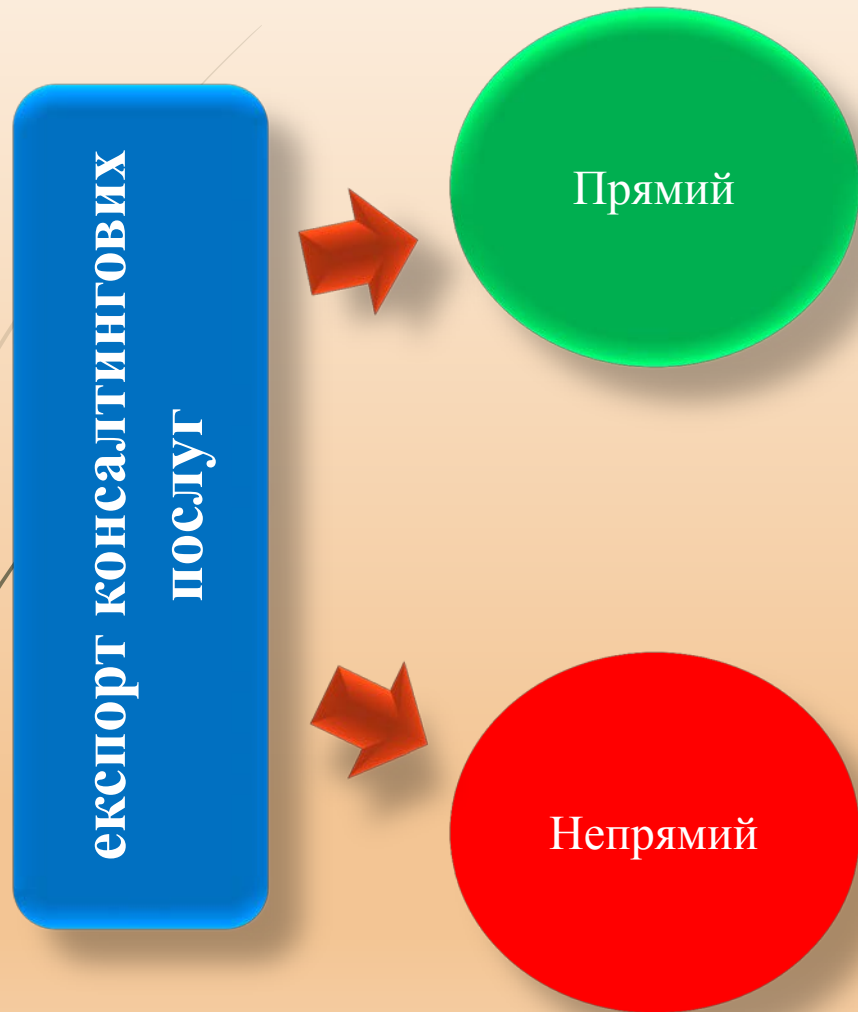 експорт консалтингових
послуг
Прямий
Непрямий